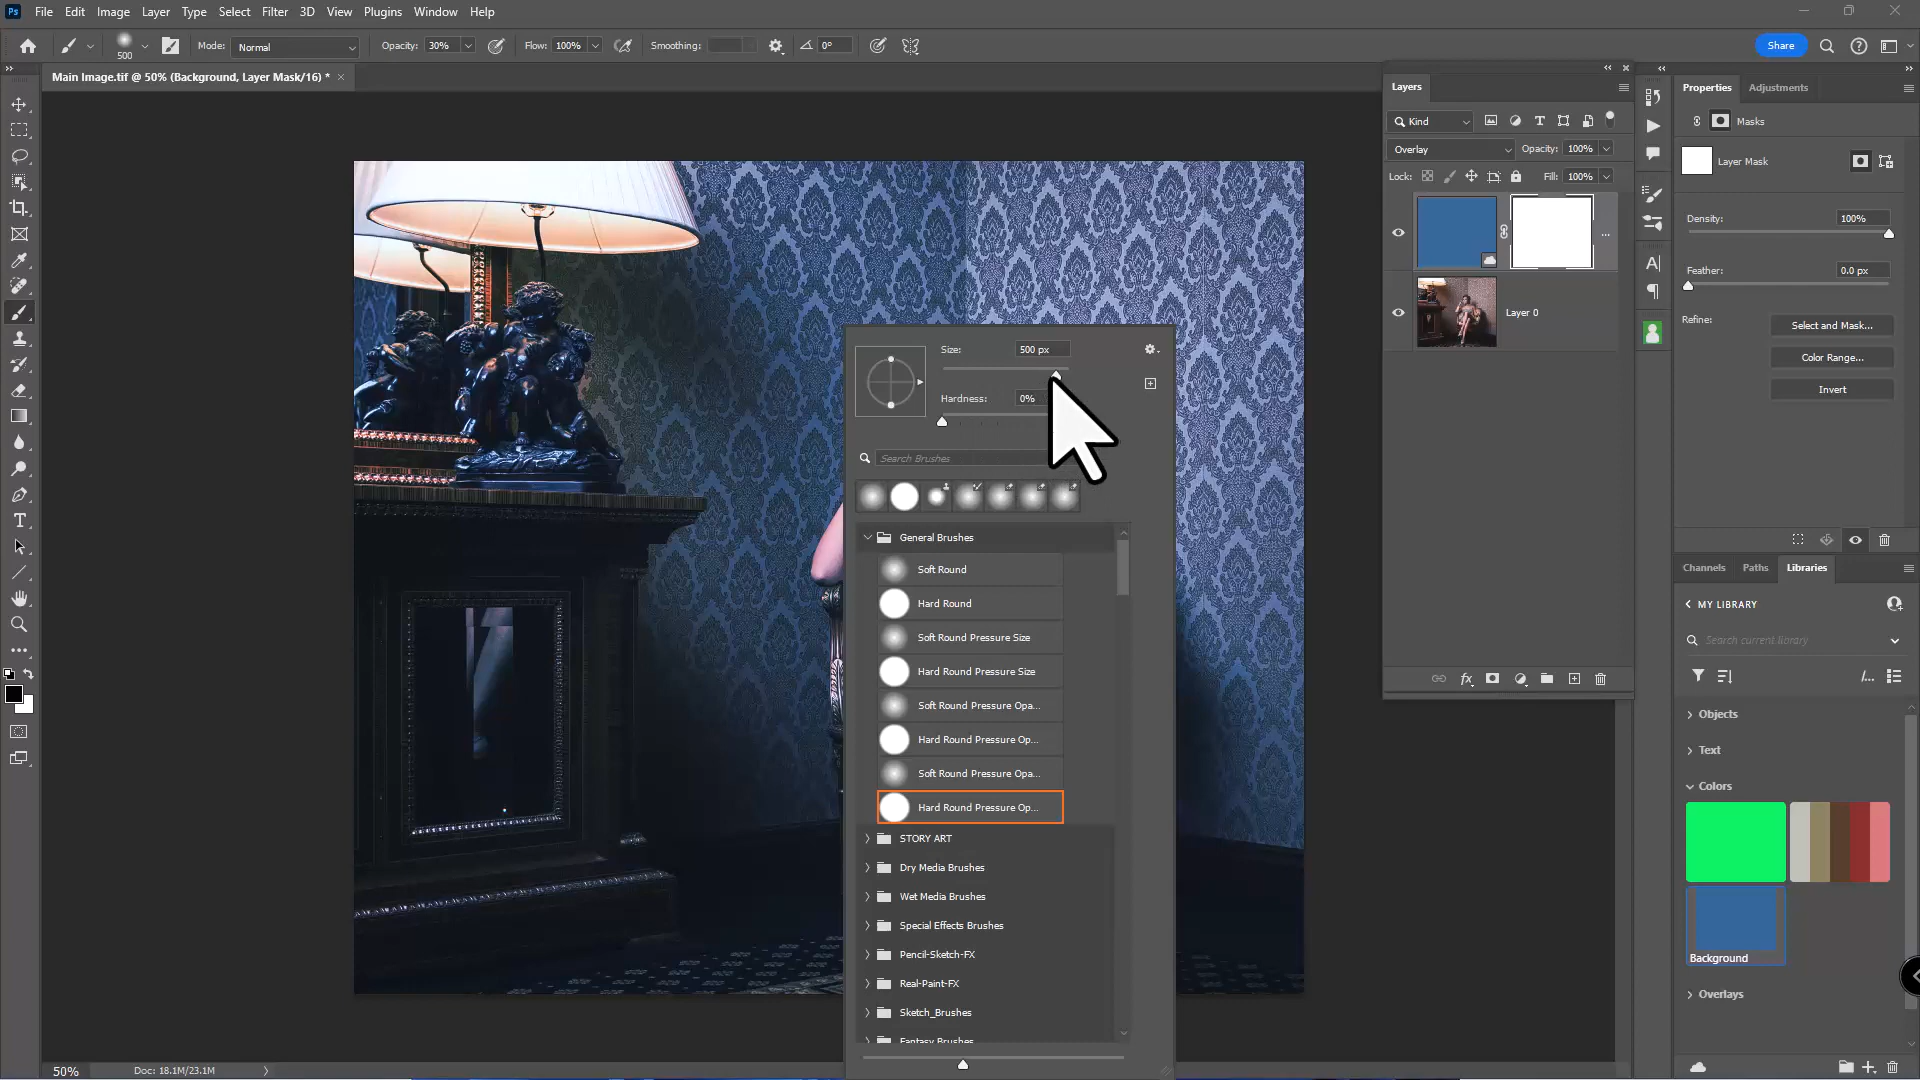 Ps File Edit Image Layer Type Select Filter 3D View Plugins Window Help
500 Mode: Normal Opacity: 30% Flow: 100% Smoothing: 0° Share
Main Image.tif @ 50% (Background, Layer Mask/16) *
Layers
Kind
Overlay Opacity: 100%
Lock: Fill: 100%
Layer 0
Properties Adjustments
Masks
Layer Mask
Density: 100%
Feather: 0.0 px
Refine: Select and Mask...
Color Range...
Invert
Channels Paths Libraries
MY LIBRARY
Search current library
Objects
Text
Colors
Background
Overlays
Size: 500 px
Hardness: 0%
Search Brushes
General Brushes
Soft Round
Hard Round
Soft Round Pressure Size
Hard Round Pressure Size
Soft Round Pressure Opa...
Hard Round Pressure Op...
Soft Round Pressure Opa...
Hard Round Pressure Op...
STORY ART
Dry Media Brushes
Wet Media Brushes
Special Effects Brushes
Pencil-Sketch-FX
Real-Paint-FX
Sketch_Brushes
Fantasy Brushes
50% Doc: 18.1M/23.1M